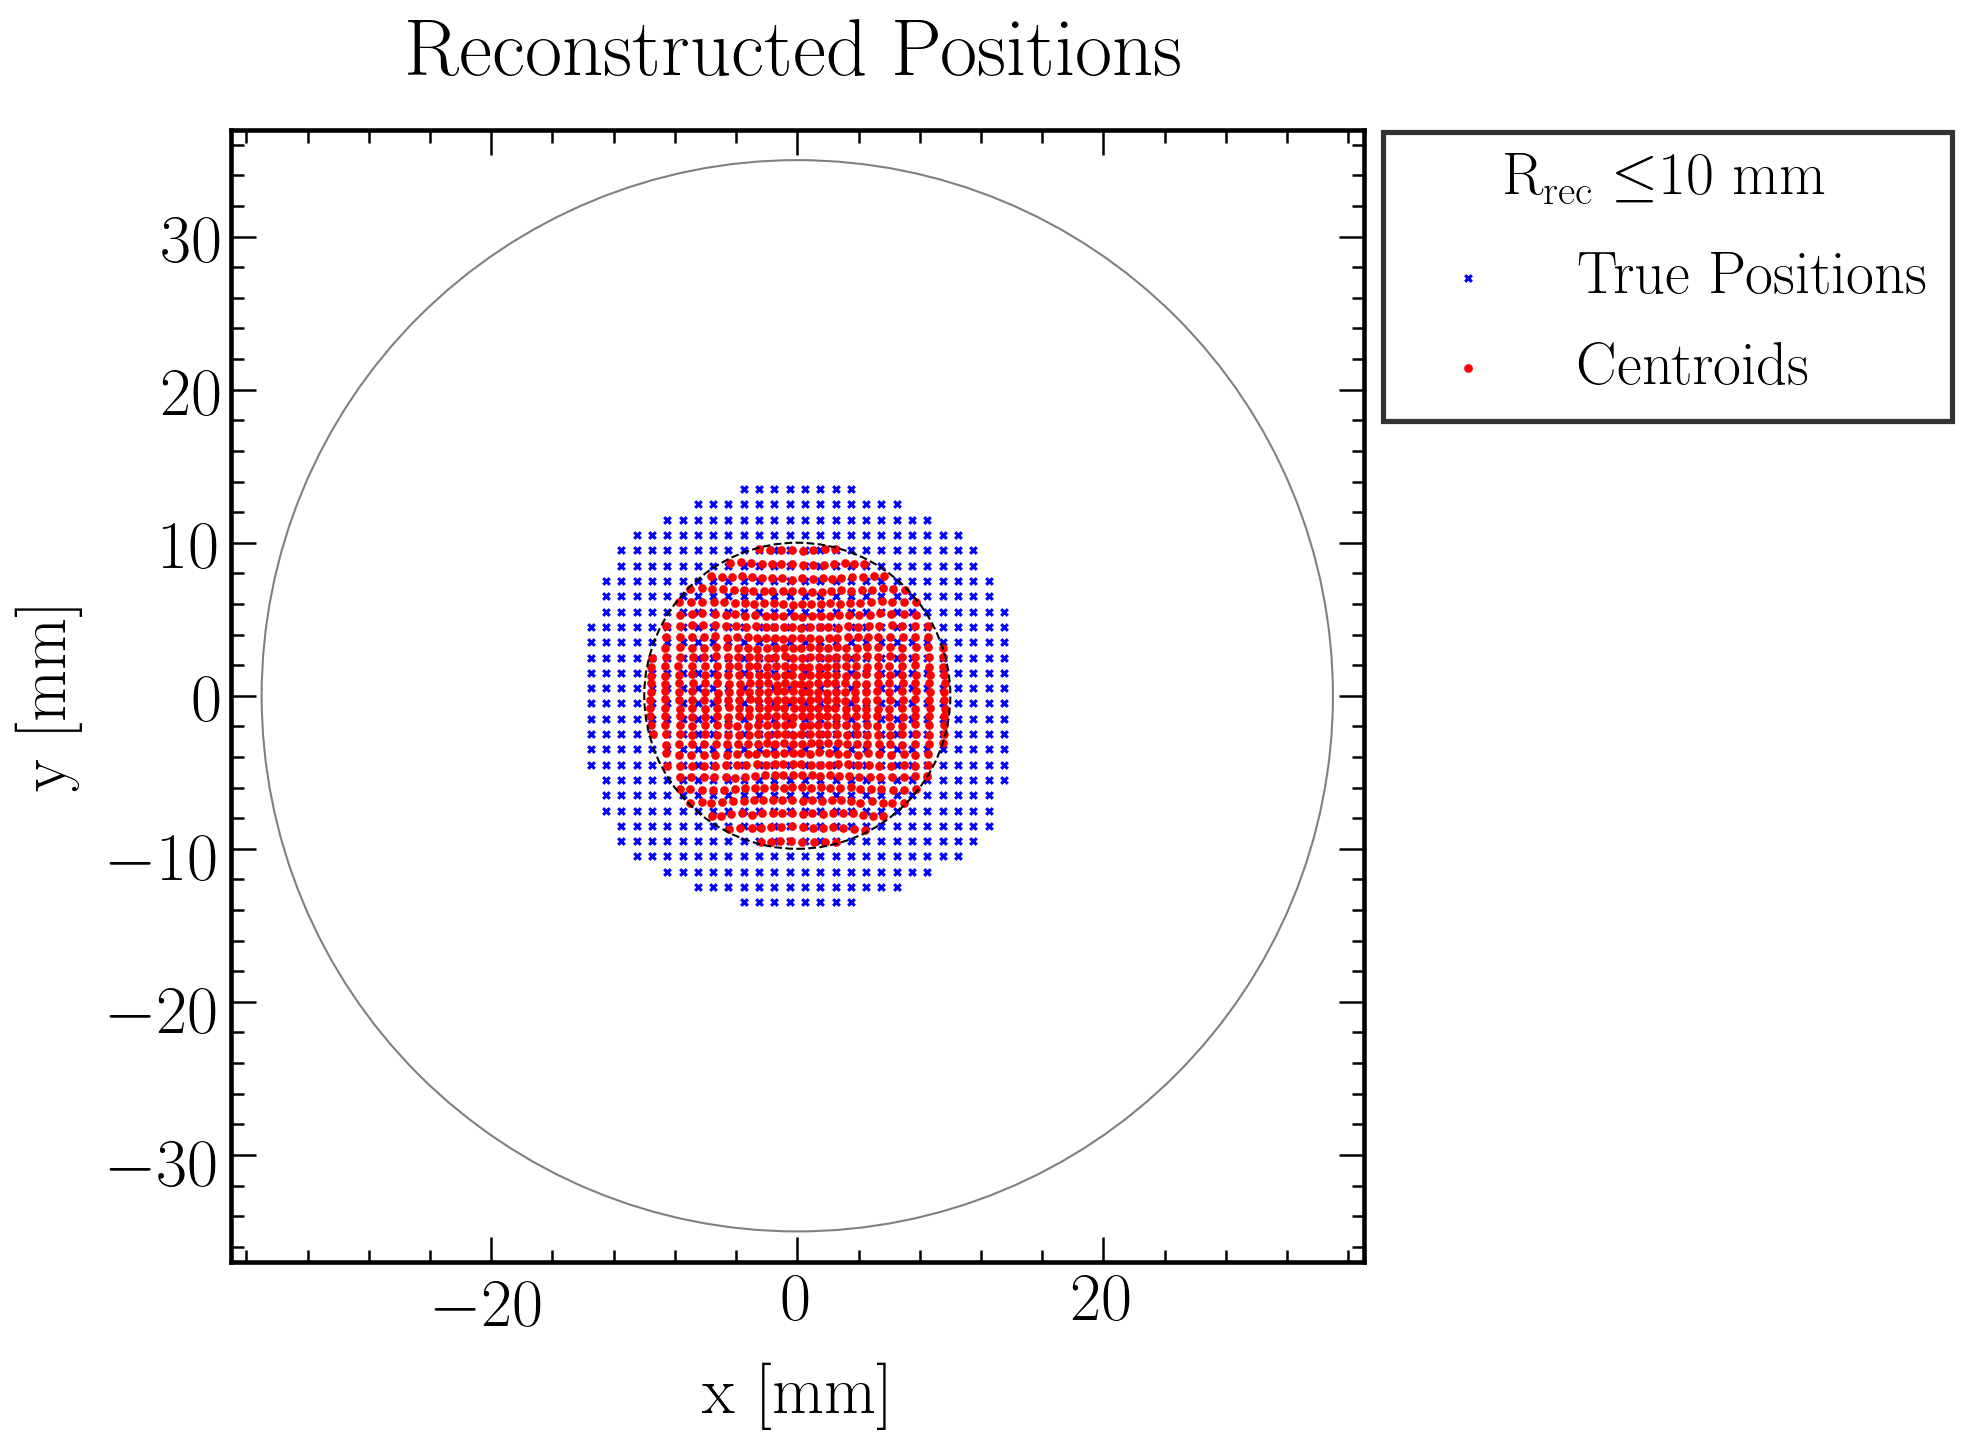 Reconstructed Positions
R_rec ≤10 mm
True Positions
Centroids
30
20
10
0
−10
−20
−30
y [mm]
−20 0 20
x [mm]